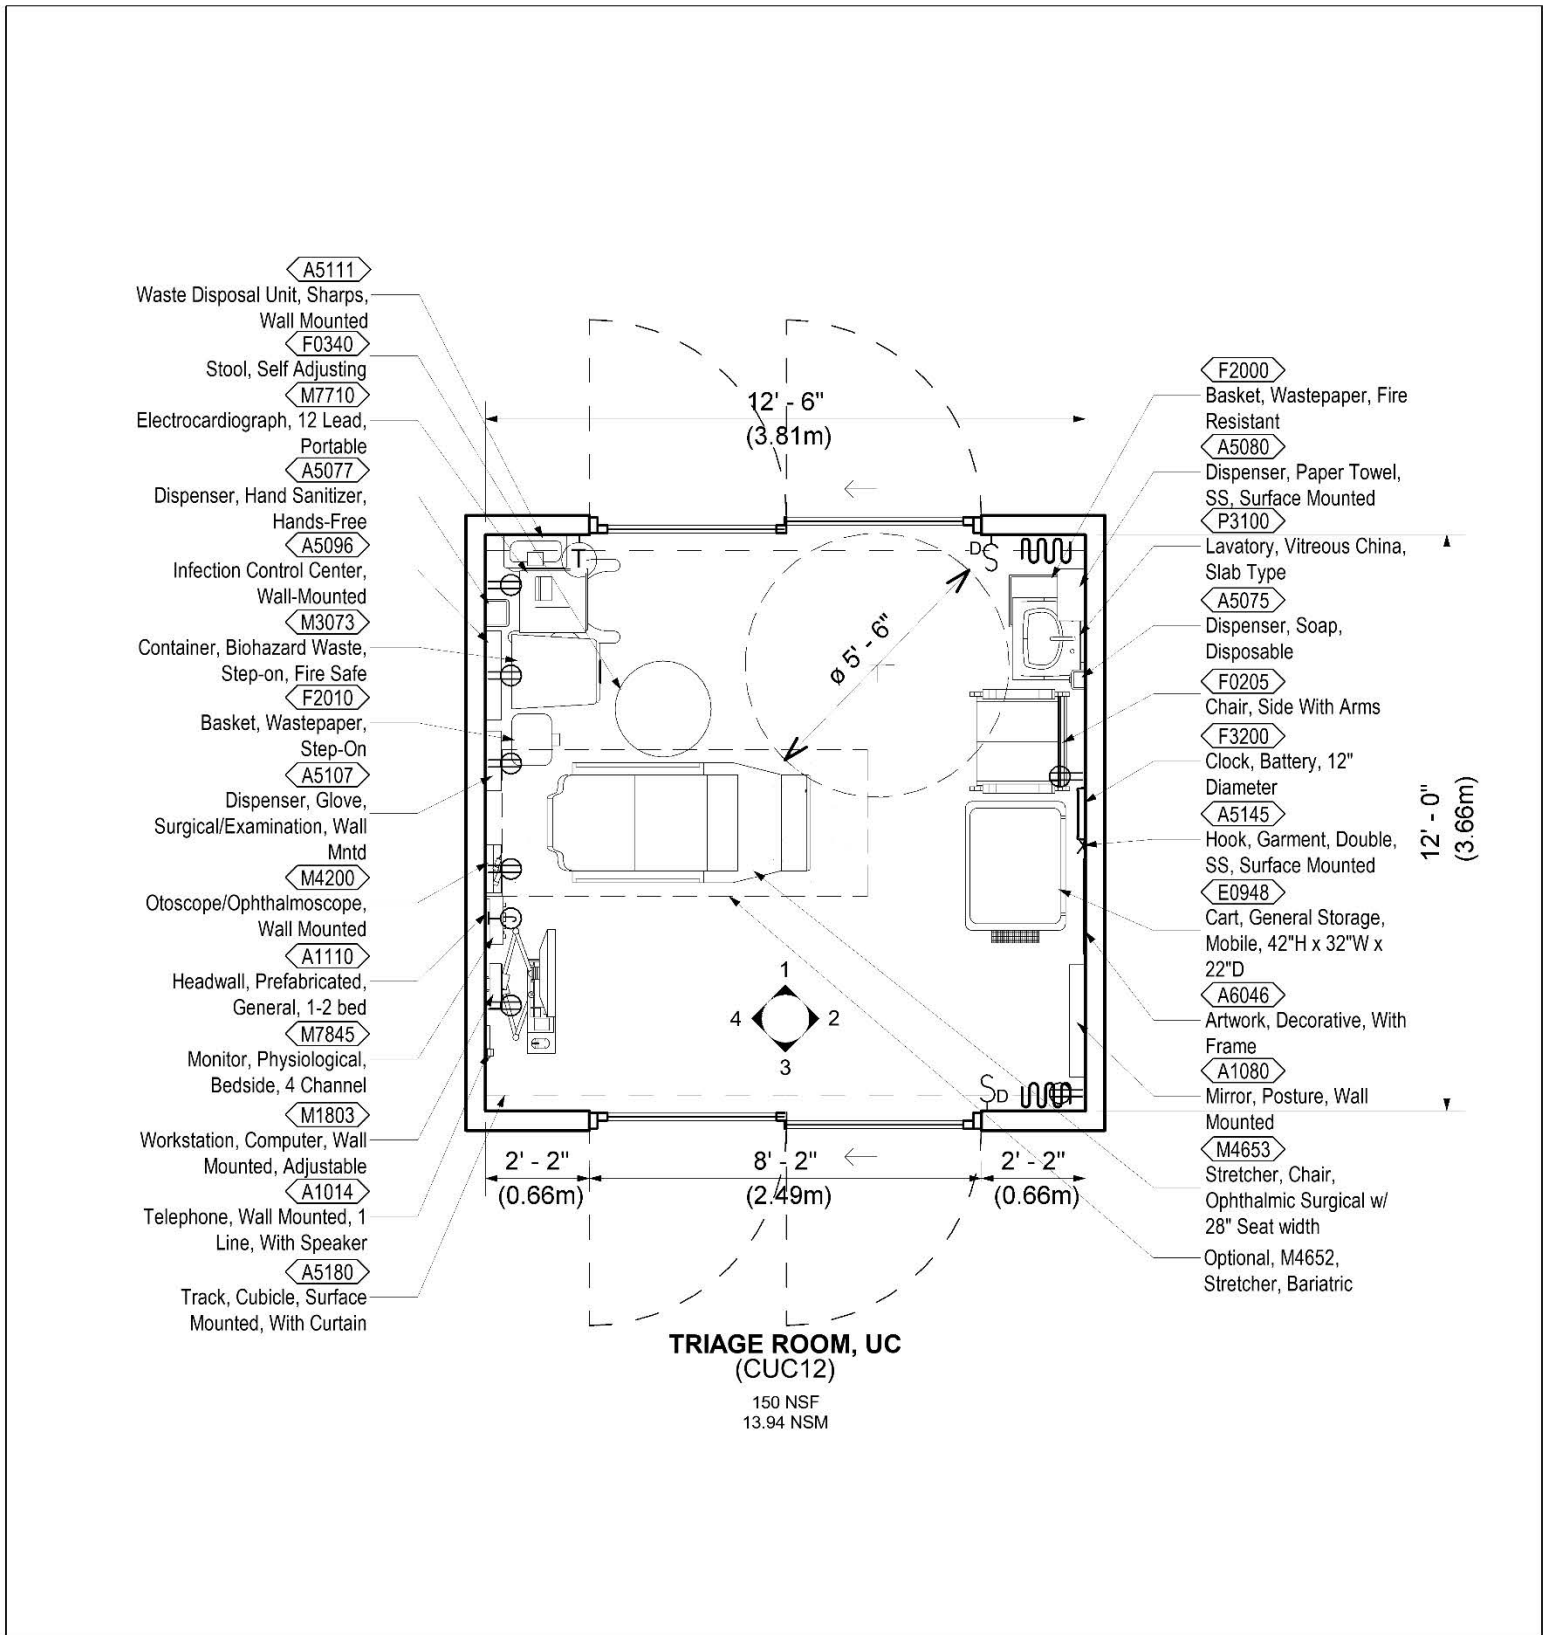 A5111
Waste Disposal Unit, Sharps,
Wall Mounted
F0340
Stool, Self Adjusting
M7710
Electrocardiograph, 12 Lead,
Portable
A5077
Dispenser, Hand Sanitizer,
Hands-Free
A5096
Infection Control Center,
Wall-Mounted
M3073
Container, Biohazard Waste,
Step-on, Fire Safe
F2010
Basket, Wastepaper,
Step-On
A5107
Dispenser, Glove,
Surgical/Examination, Wall
Mntd
M4200
Otoscope/Ophthalmoscope,
Wall Mounted
A1110
Headwall, Prefabricated,
General, 1-2 bed
M7845
Monitor, Physiological,
Bedside, 4 Channel
M1803
Workstation, Computer, Wall
Mounted, Adjustable
A1014
Telephone, Wall Mounted, 1
Line, With Speaker
A5180
Track, Cubicle, Surface
Mounted, With Curtain
12' - 6"
(3.81m)
T
DS
ø 5' - 6"
J
1
4
2
3
SD
2' - 2"
(0.66m)
8' - 2"
(2.49m)
2' - 2"
(0.66m)
F2000
Basket, Wastepaper, Fire
Resistant
A5080
Dispenser, Paper Towel,
SS, Surface Mounted
P3100
Lavatory, Vitreous China,
Slab Type
A5075
Dispenser, Soap,
Disposable
F0205
Chair, Side With Arms
F3200
Clock, Battery, 12"
Diameter
A5145
Hook, Garment, Double,
SS, Surface Mounted
E0948
Cart, General Storage,
Mobile, 42"H x 32"W x
22"D
A6046
Artwork, Decorative, With
Frame
A1080
Mirror, Posture, Wall
Mounted
M4653
Stretcher, Chair,
Ophthalmic Surgical w/
28" Seat width
Optional, M4652,
Stretcher, Bariatric
12' - 0"
(3.66m)
TRIAGE ROOM, UC
(CUC12)
150 NSF
13.94 NSM